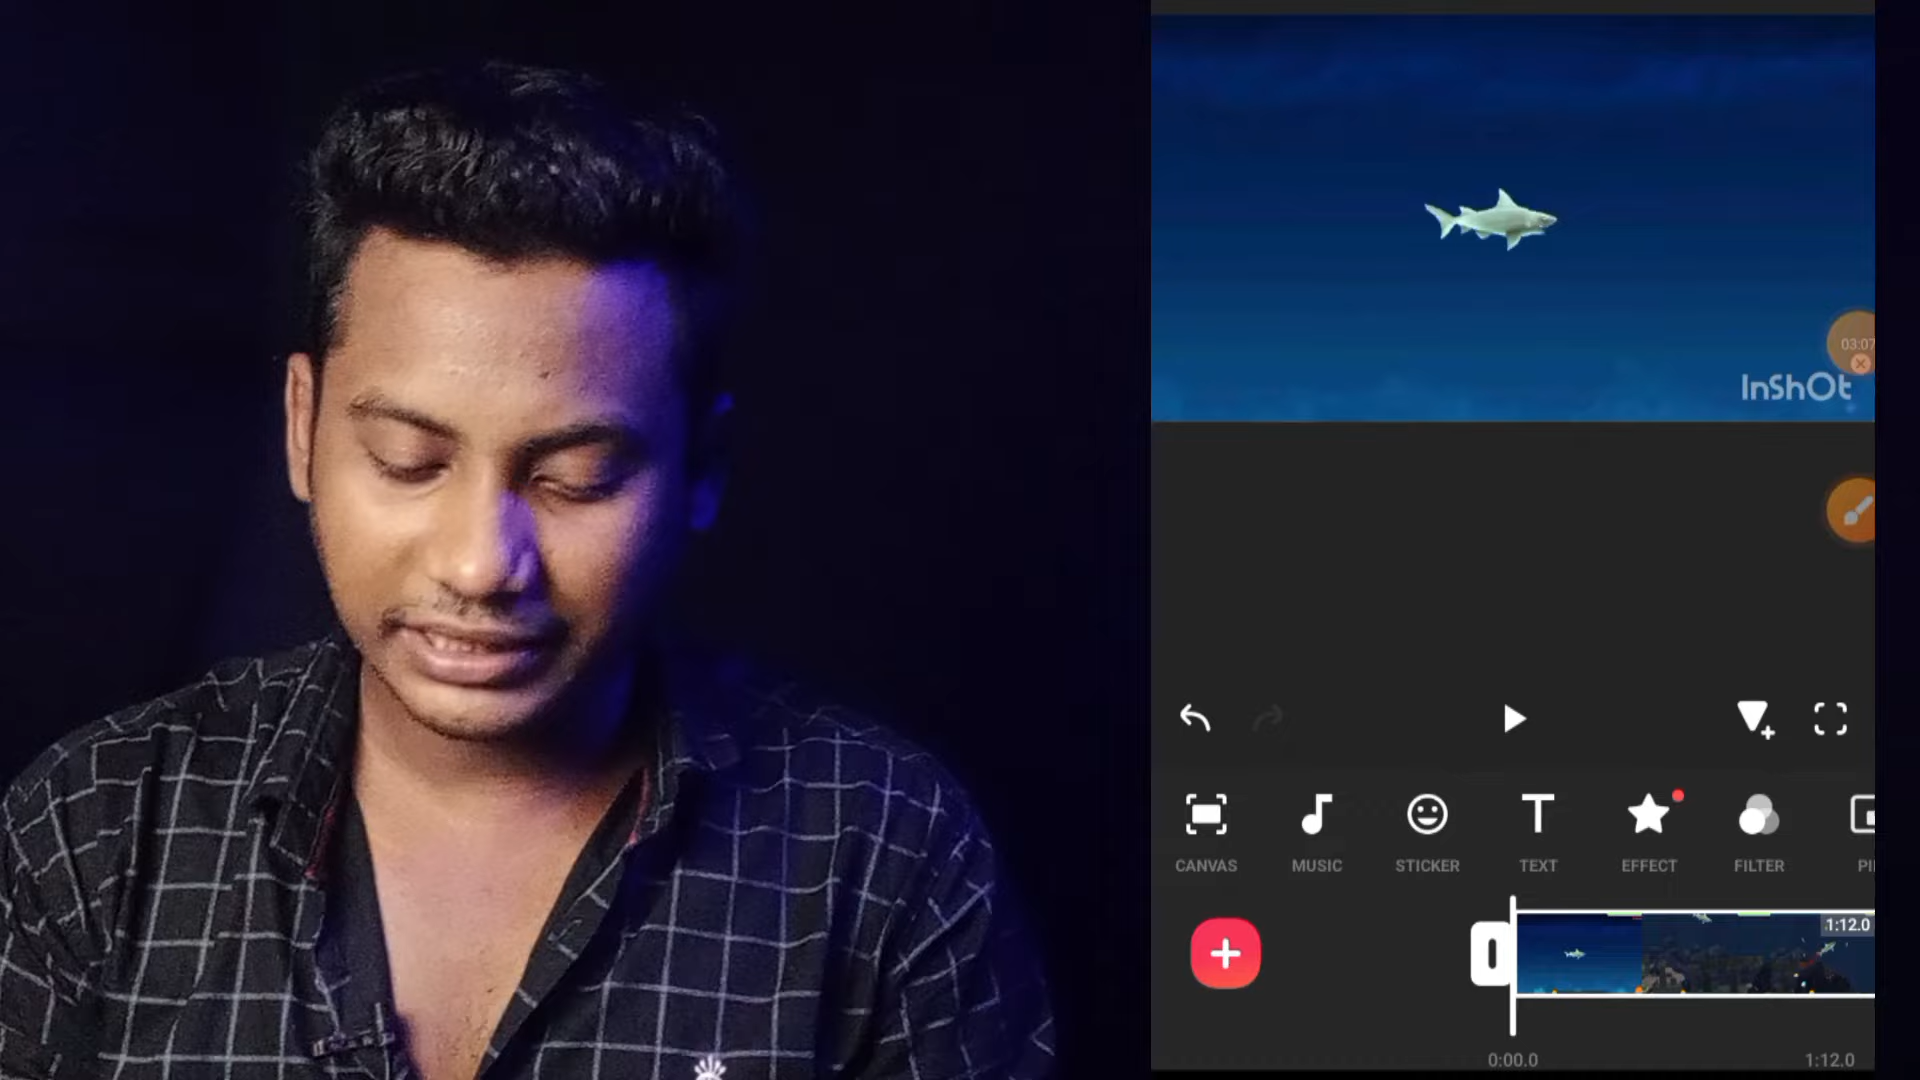 03:07
InShOt
CANVAS MUSIC STICKER TEXT EFFECT FILTER
1:12.0
0:00.0 1:12.0